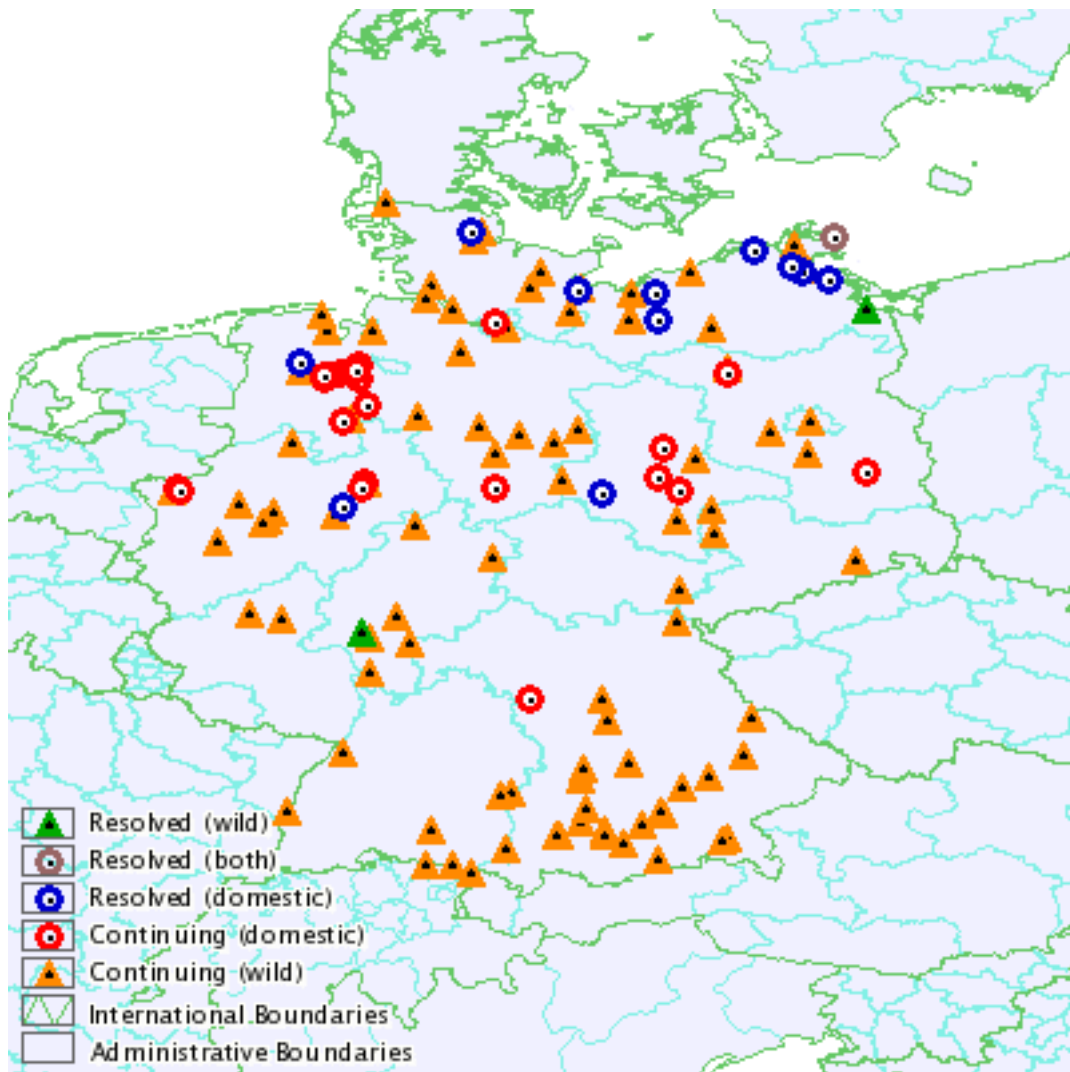 Resolved (wild)
Resolved (both)
Resolved (domestic)
Continuing (domestic)
Continuing (wild)
International Boundaries
Administrative Boundaries